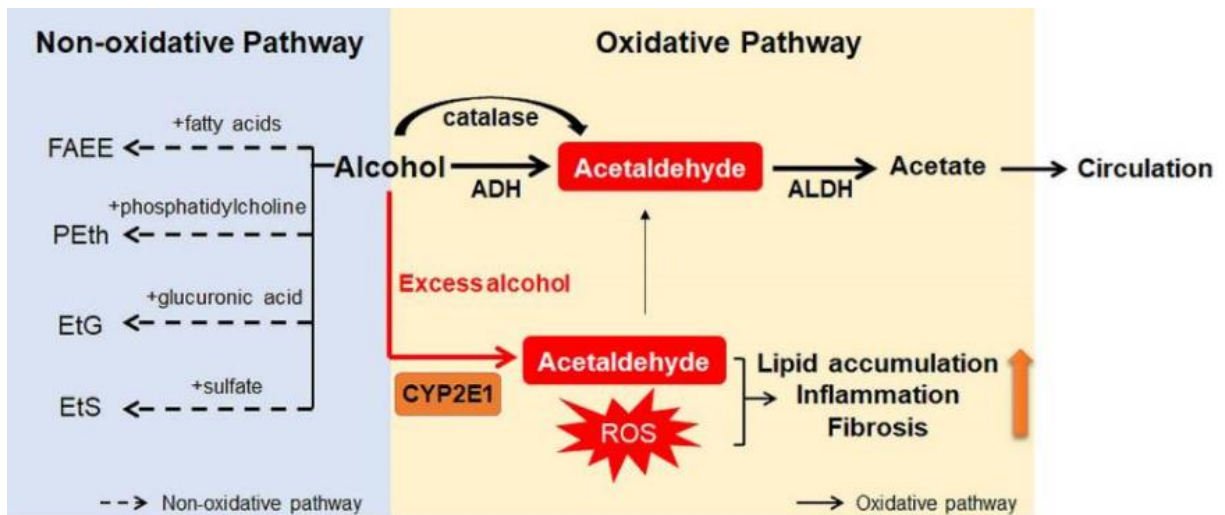 Non-oxidative Pathway
Oxidative Pathway
+fatty acids
FAEE
+phosphatidylcholine
PEth
+glucuronic acid
EtG
+sulfate
EtS
Alcohol
catalase
ADH
Acetaldehyde
ALDH
Acetate
Circulation
Excess alcohol
CYP2E1
Acetaldehyde
ROS
Lipid accumulation
Inflammation
Fibrosis
Non-oxidative pathway
Oxidative pathway